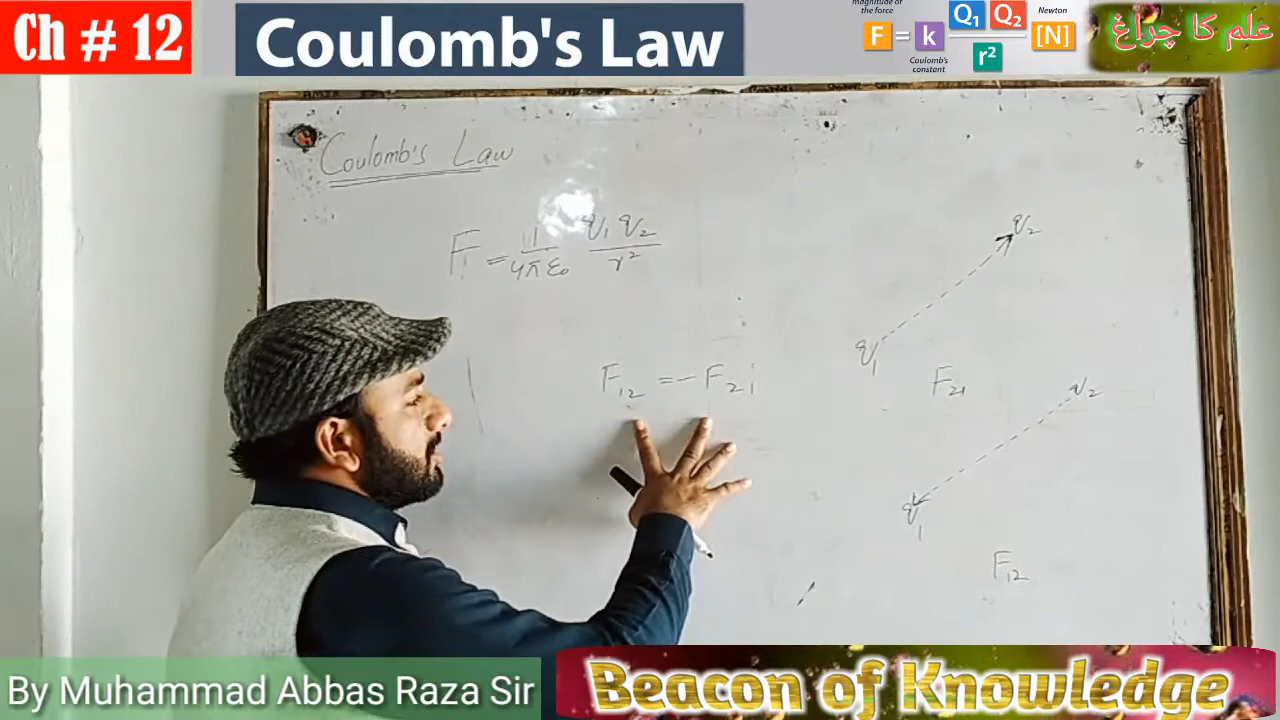 Ch # 12
Coulomb's Law
magnitude of
the force
F = k Q1 Q2 / r² [N]
Coulomb's
constant
Newton
علم کا چراغ
Coulomb's Law
F = 1/4πε₀ q₁ q₂ / r²
q₂
q₁
F₁₂ = - F₂₁
F₂₁
q₂
q₁
F₁₂
By Muhammad Abbas Raza Sir
Beacon of Knowledge